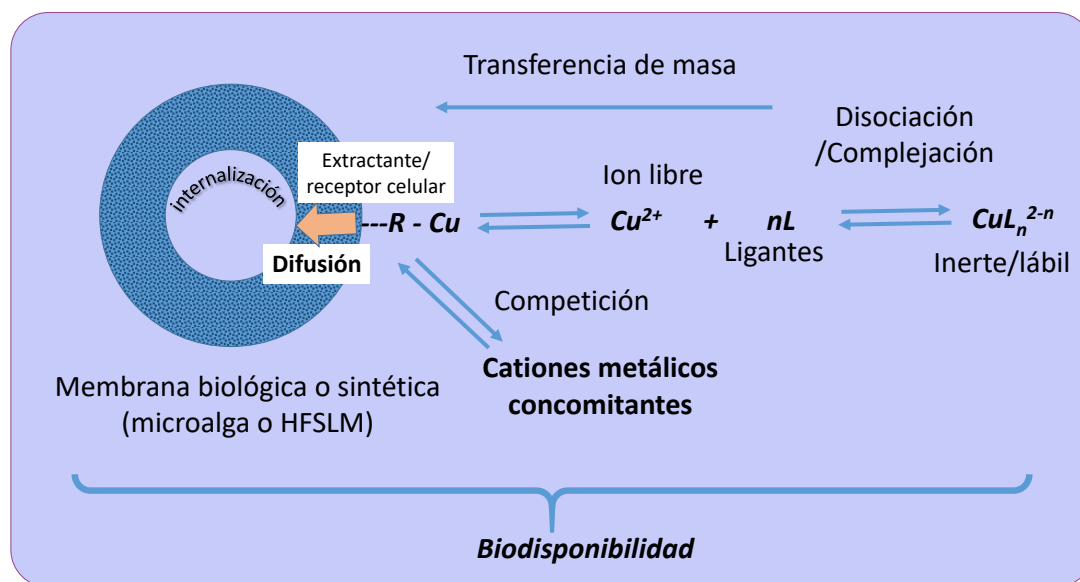 Transferencia de masa
Disociación
/Complejación
Extractante/
receptor celular
internalización
Ion libre
---R - Cu
Cu²⁺ + nL
CuLₙ²⁻ⁿ
Difusión
Ligantes
Inerte/lábil
Competición
Cationes metálicos
concomitantes
Membrana biológica o sintética
(microalga o HFSLM)
Biodisponibilidad